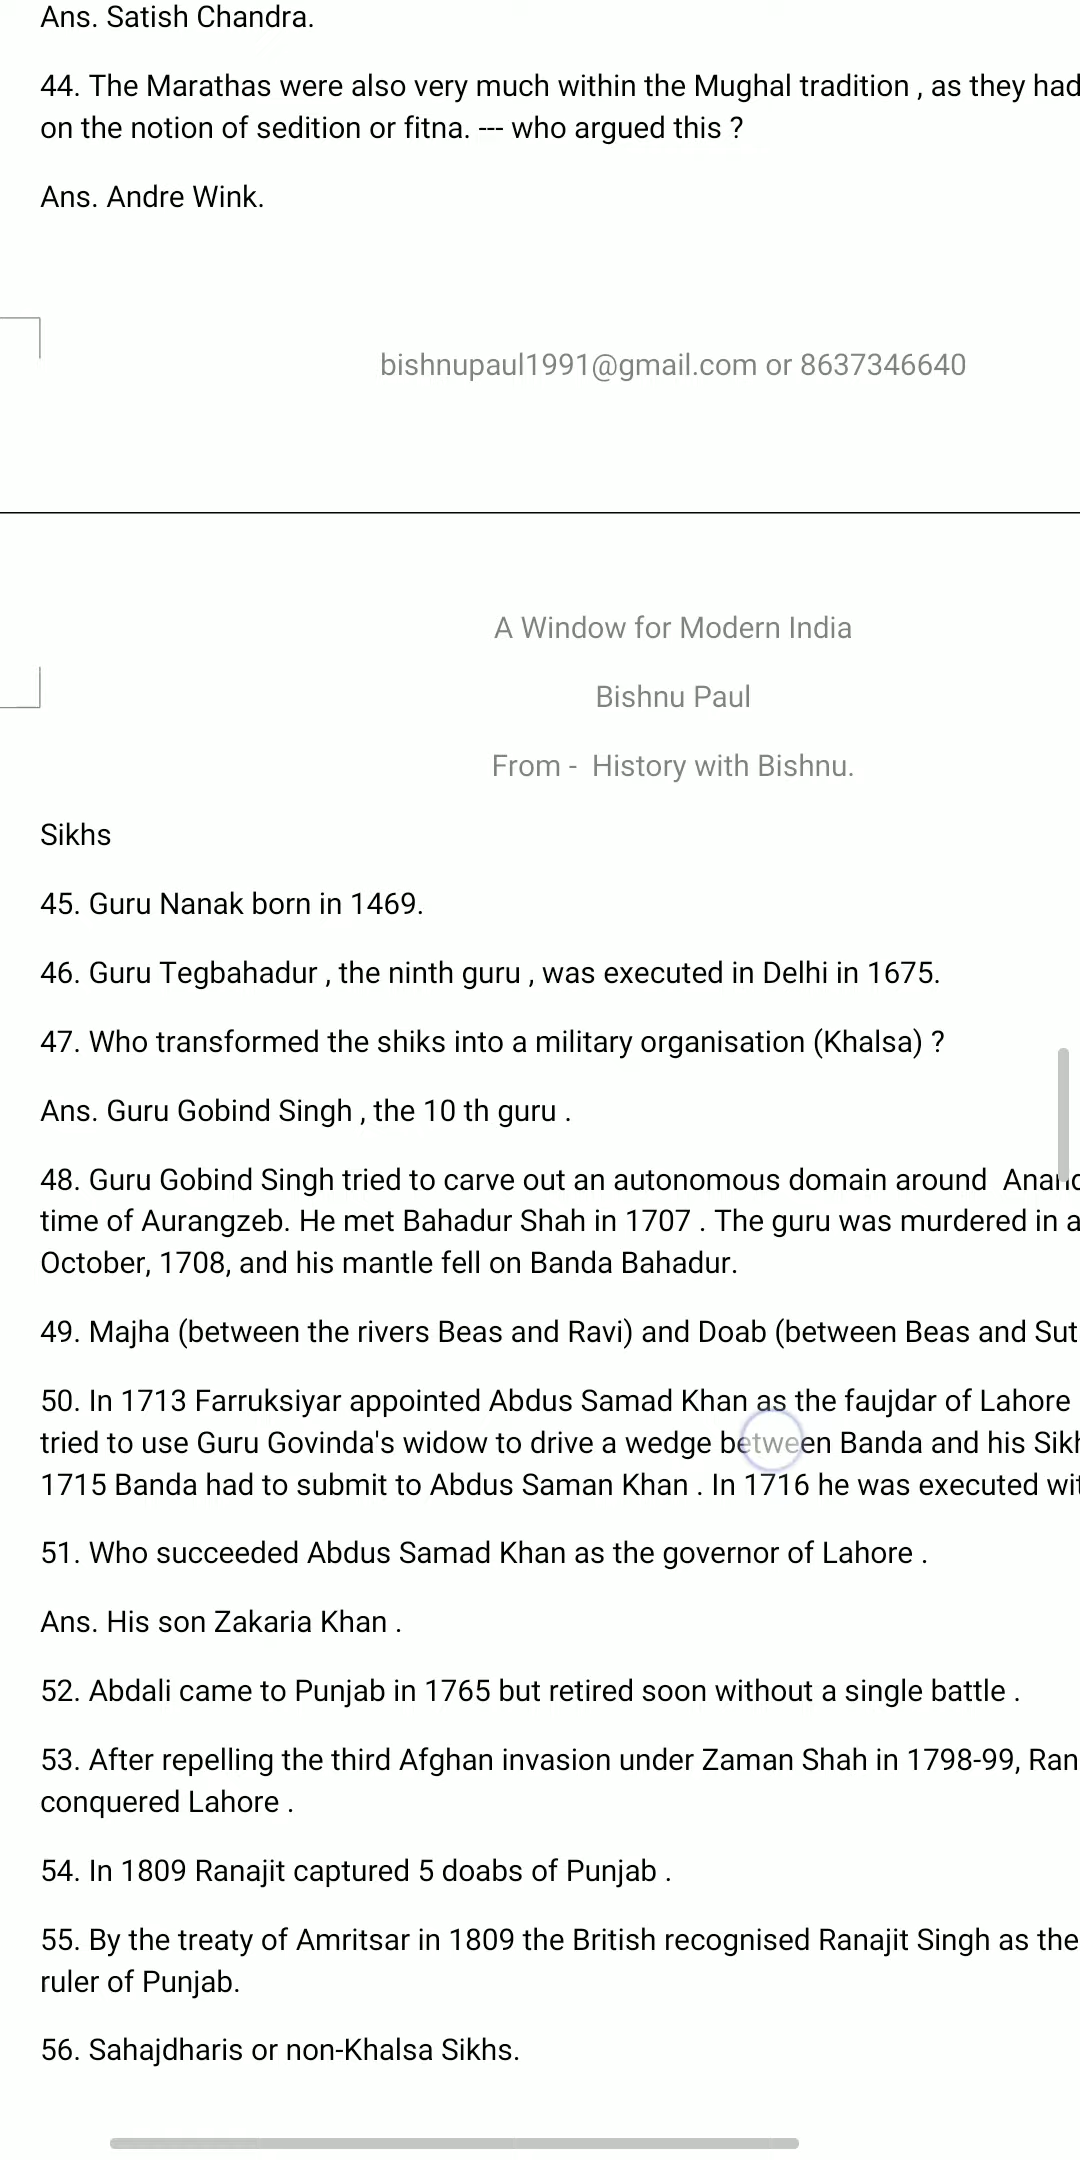 Ans. Satish Chandra.
44. The Marathas were also very much within the Mughal tradition , as they had
on the notion of sedition or fitna. --- who argued this ?
Ans. Andre Wink.
bishnupaul1991@gmail.com or 8637346640
A Window for Modern India
Bishnu Paul
From - History with Bishnu.
Sikhs
45. Guru Nanak born in 1469.
46. Guru Tegbahadur , the ninth guru , was executed in Delhi in 1675.
47. Who transformed the shiks into a military organisation (Khalsa) ?
Ans. Guru Gobind Singh , the 10 th guru .
48. Guru Gobind Singh tried to carve out an autonomous domain around
time of Aurangzeb. He met Bahadur Shah in 1707 . The guru was murdered in a
October, 1708, and his mantle fell on Banda Bahadur.
49. Majha (between the rivers Beas and Ravi) and Doab (between Beas and Sut
50. In 1713 Farruksiyar appointed Abdus Samad Khan as the faujdar of Lahore
tried to use Guru Govinda's widow to drive a wedge between Banda and his Sikh
1715 Banda had to submit to Abdus Saman Khan . In 1716 he was executed wit
51. Who succeeded Abdus Samad Khan as the governor of Lahore .
Ans. His son Zakaria Khan .
52. Abdali came to Punjab in 1765 but retired soon without a single battle .
53. After repelling the third Afghan invasion under Zaman Shah in 1798-99, Ran
conquered Lahore .
54. In 1809 Ranajit captured 5 doabs of Punjab .
55. By the treaty of Amritsar in 1809 the British recognised Ranajit Singh as the
ruler of Punjab.
56. Sahajdharis or non-Khalsa Sikhs.